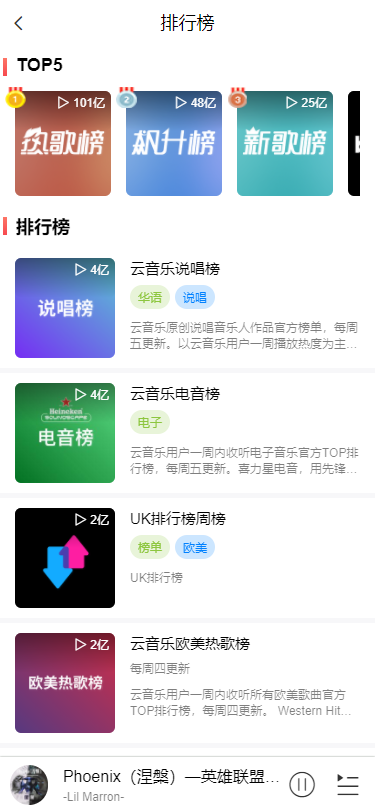 排行榜
TOP5
101亿
48亿
25亿
1
2
3
热歌榜
飙升榜
新歌榜
排行榜
4亿
说唱榜
云音乐说唱榜
华语
说唱
云音乐原创说唱音乐人作品官方榜单，每周
五更新。以云音乐用户一周播放热度为主…
4亿
Heineken
SOUNDSCAPE
电音榜
云音乐电音榜
电子
云音乐用户一周内收听电子音乐官方TOP排
行榜，每周五更新。喜力星电音，用先锋…
2亿
UK排行榜周榜
榜单
欧美
UK排行榜
2亿
欧美热歌榜
云音乐欧美热歌榜
每周四更新
云音乐用户一周内收听所有欧美歌曲官方
TOP排行榜，每周四更新。 Western Hit…
Phoenix（涅槃）—英雄联盟…
-Lil Marron-